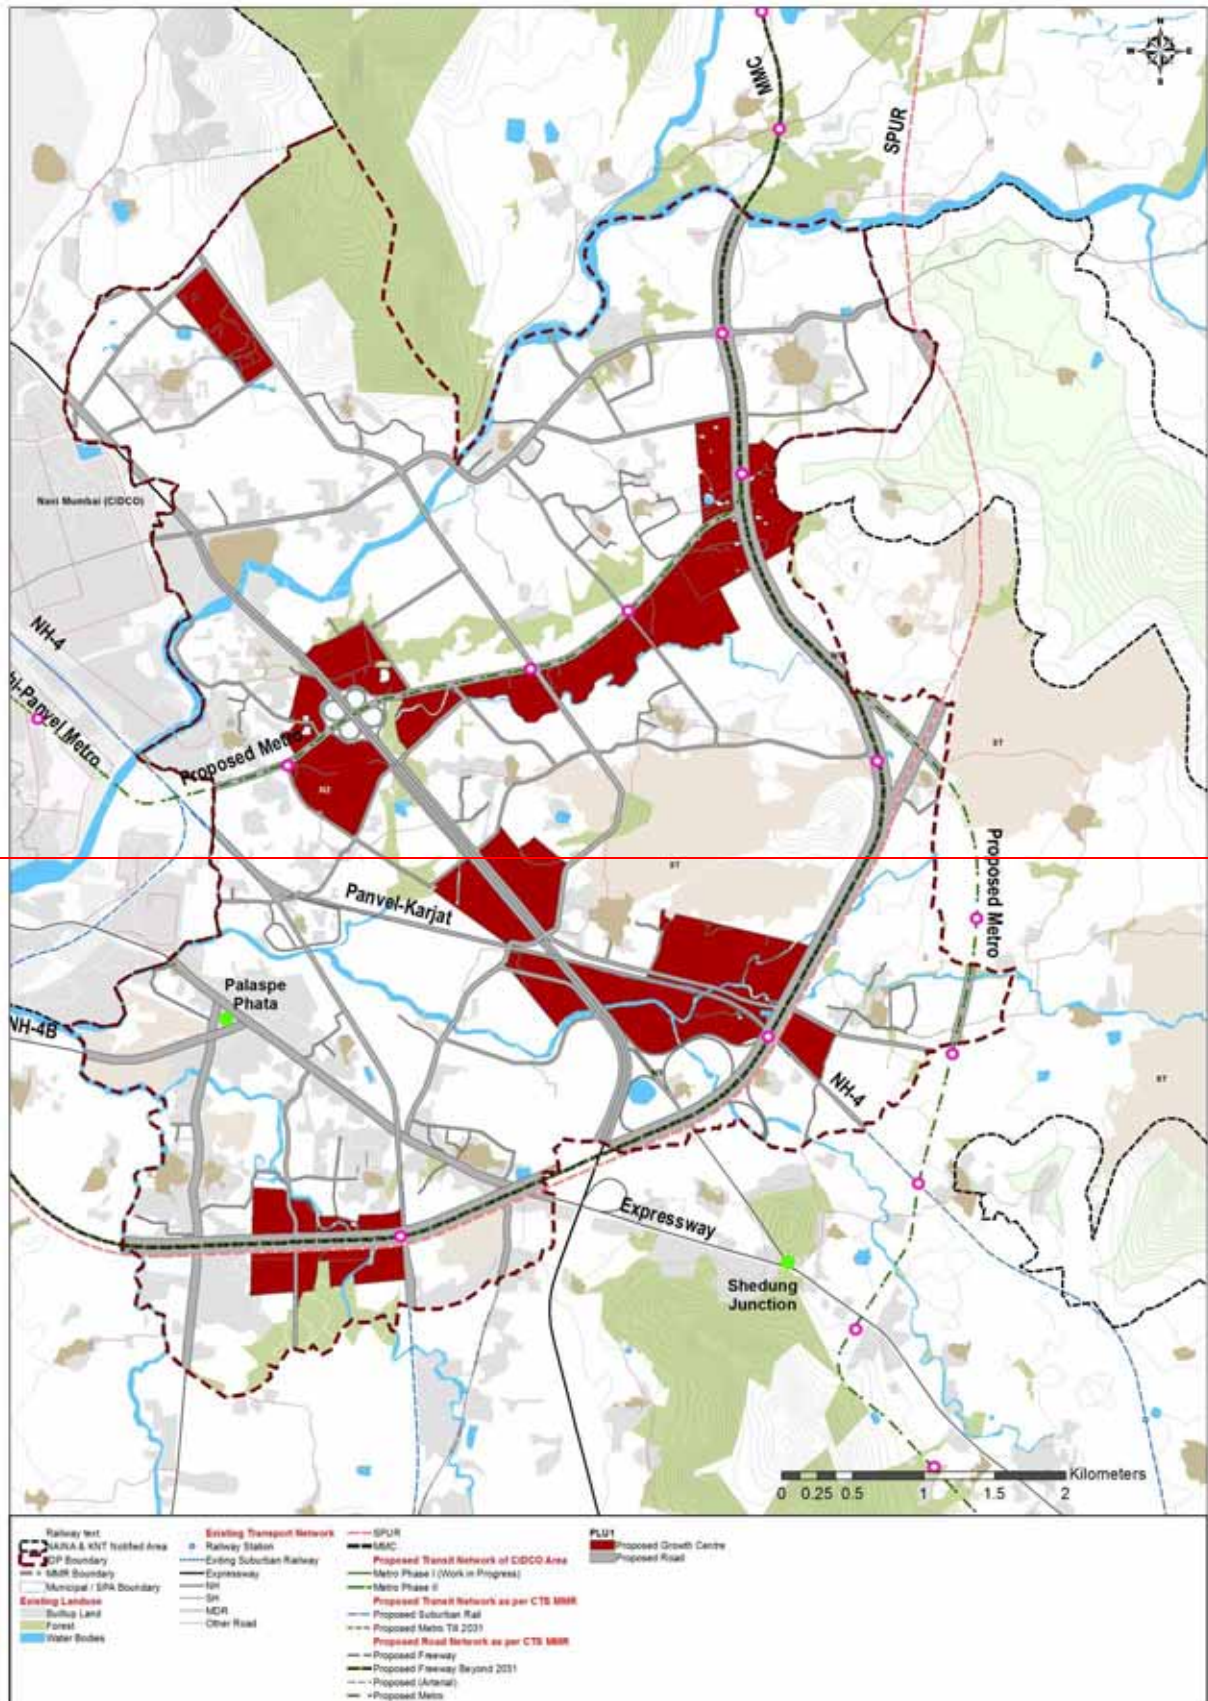 N
W E
S
MMC
SPUR
Navi Mumbai (CIDCO)
NH-4
hi-Panvel Metro
Proposed Metro
Proposed Metro
Panvel-Karjat
Palaspe
Phata
NH-4B
NH-4
Expressway
Shedung
Junction
Kilometers
0 0.25 0.5 1 1.5 2
Railway text
NAINA & KNT Notified Area
IDP Boundary
MMR Boundary
Municipal / SPA Boundary
Existing Landuse
Builtup Land
Forest
Water Bodies
Existing Transport Network
Railway Station
Exiting Suburban Railway
Expressway
NH
SH
MDR
Other Road
SPUR
MMC
Proposed Transit Network of CIDCO Area
Metro Phase I (Work in Progress)
Metro Phase II
Proposed Transit Network as per CTS MMR
Proposed Suburban Rail
Proposed Metro Till 2031
Proposed Road Network as per CTS MMR
Proposed Freeway
Proposed Freeway Beyond 2031
Proposed (Arterial)
Proposed Metro
PLU1
Proposed Growth Centre
Proposed Road